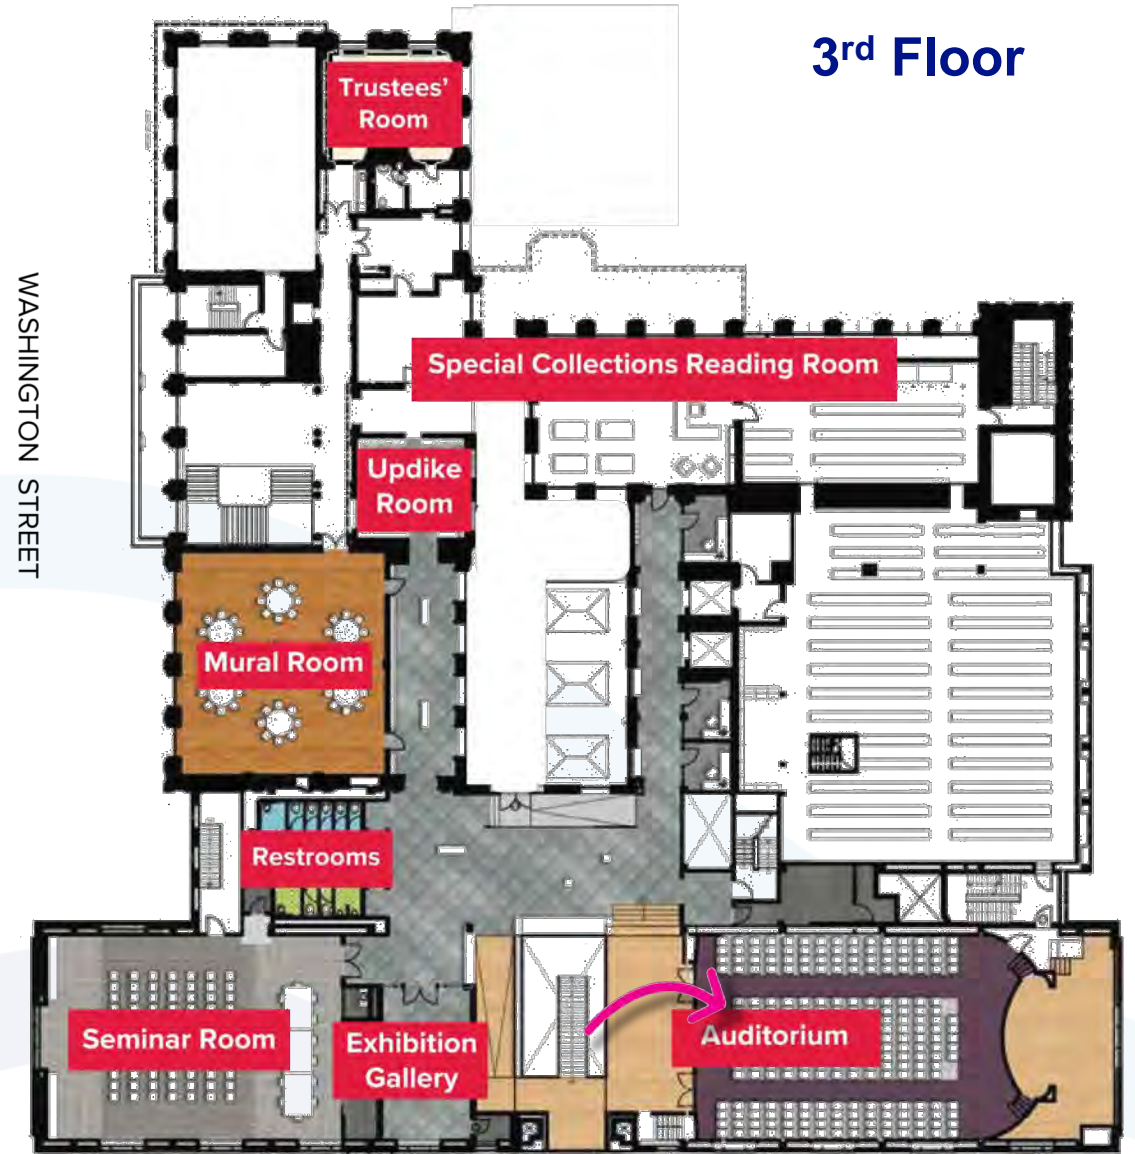 3rd Floor
Trustees'
Room
WASHINGTON STREET
Special Collections Reading Room
Updike
Room
Mural Room
Restrooms
Seminar Room
Exhibition
Gallery
Auditorium